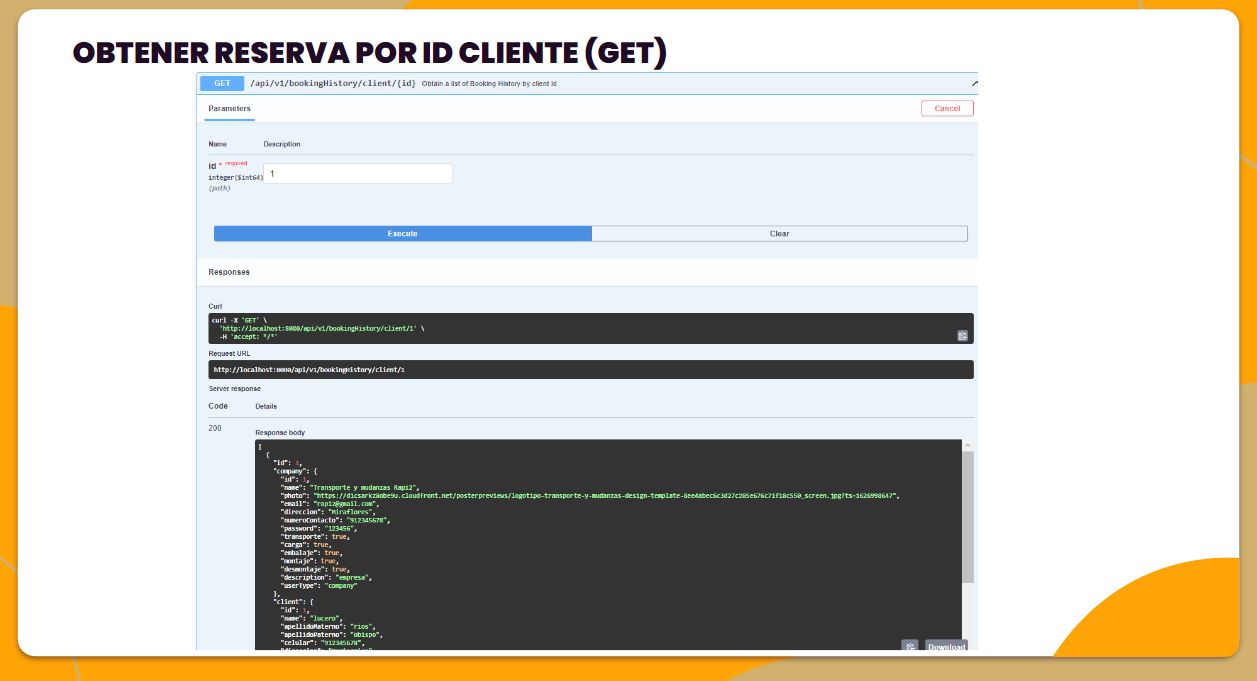 OBTENER RESERVA POR ID CLIENTE (GET)
GET /api/v1/bookingHistory/client/{id} Obtain a list of Booking History by client Id
Parameters
Cancel
Name Description
id * required
integer($int64)
(path)
1
Execute Clear
Responses
Curl
curl -X 'GET' \
'http://localhost:8080/api/v1/bookingHistory/client/1' \
-H 'accept: */*'
Request URL
http://localhost:8080/api/v1/bookingHistory/client/1
Server response
Code Details
200
Response body
[
{
"id": 1,
"company": {
"id": 1,
"name": "Transporte y mudanzas Rapi2",
"photo": "https://dicsarkz8obe9u.cloudfront.net/posterpreviews/logotipo-transporte-y-mudanzas-design-template-8ee4abec6c3d27c285e676c71f18c550_screen.jpg?ts=1626998647",
"email": "rapi2@gmail.com",
"direccion": "Miraflores",
"numeroContacto": "912345678",
"password": "123456",
"transporte": true,
"carga": true,
"embalaje": true,
"montaje": true,
"desmontaje": true,
"description": "empresa",
"userType": "company"
},
"client": {
"id": 1,
"name": "lucero",
"apellidoMaterno": "rios",
"apellidoPaterno": "obispo",
"celular": "912345678",
Download